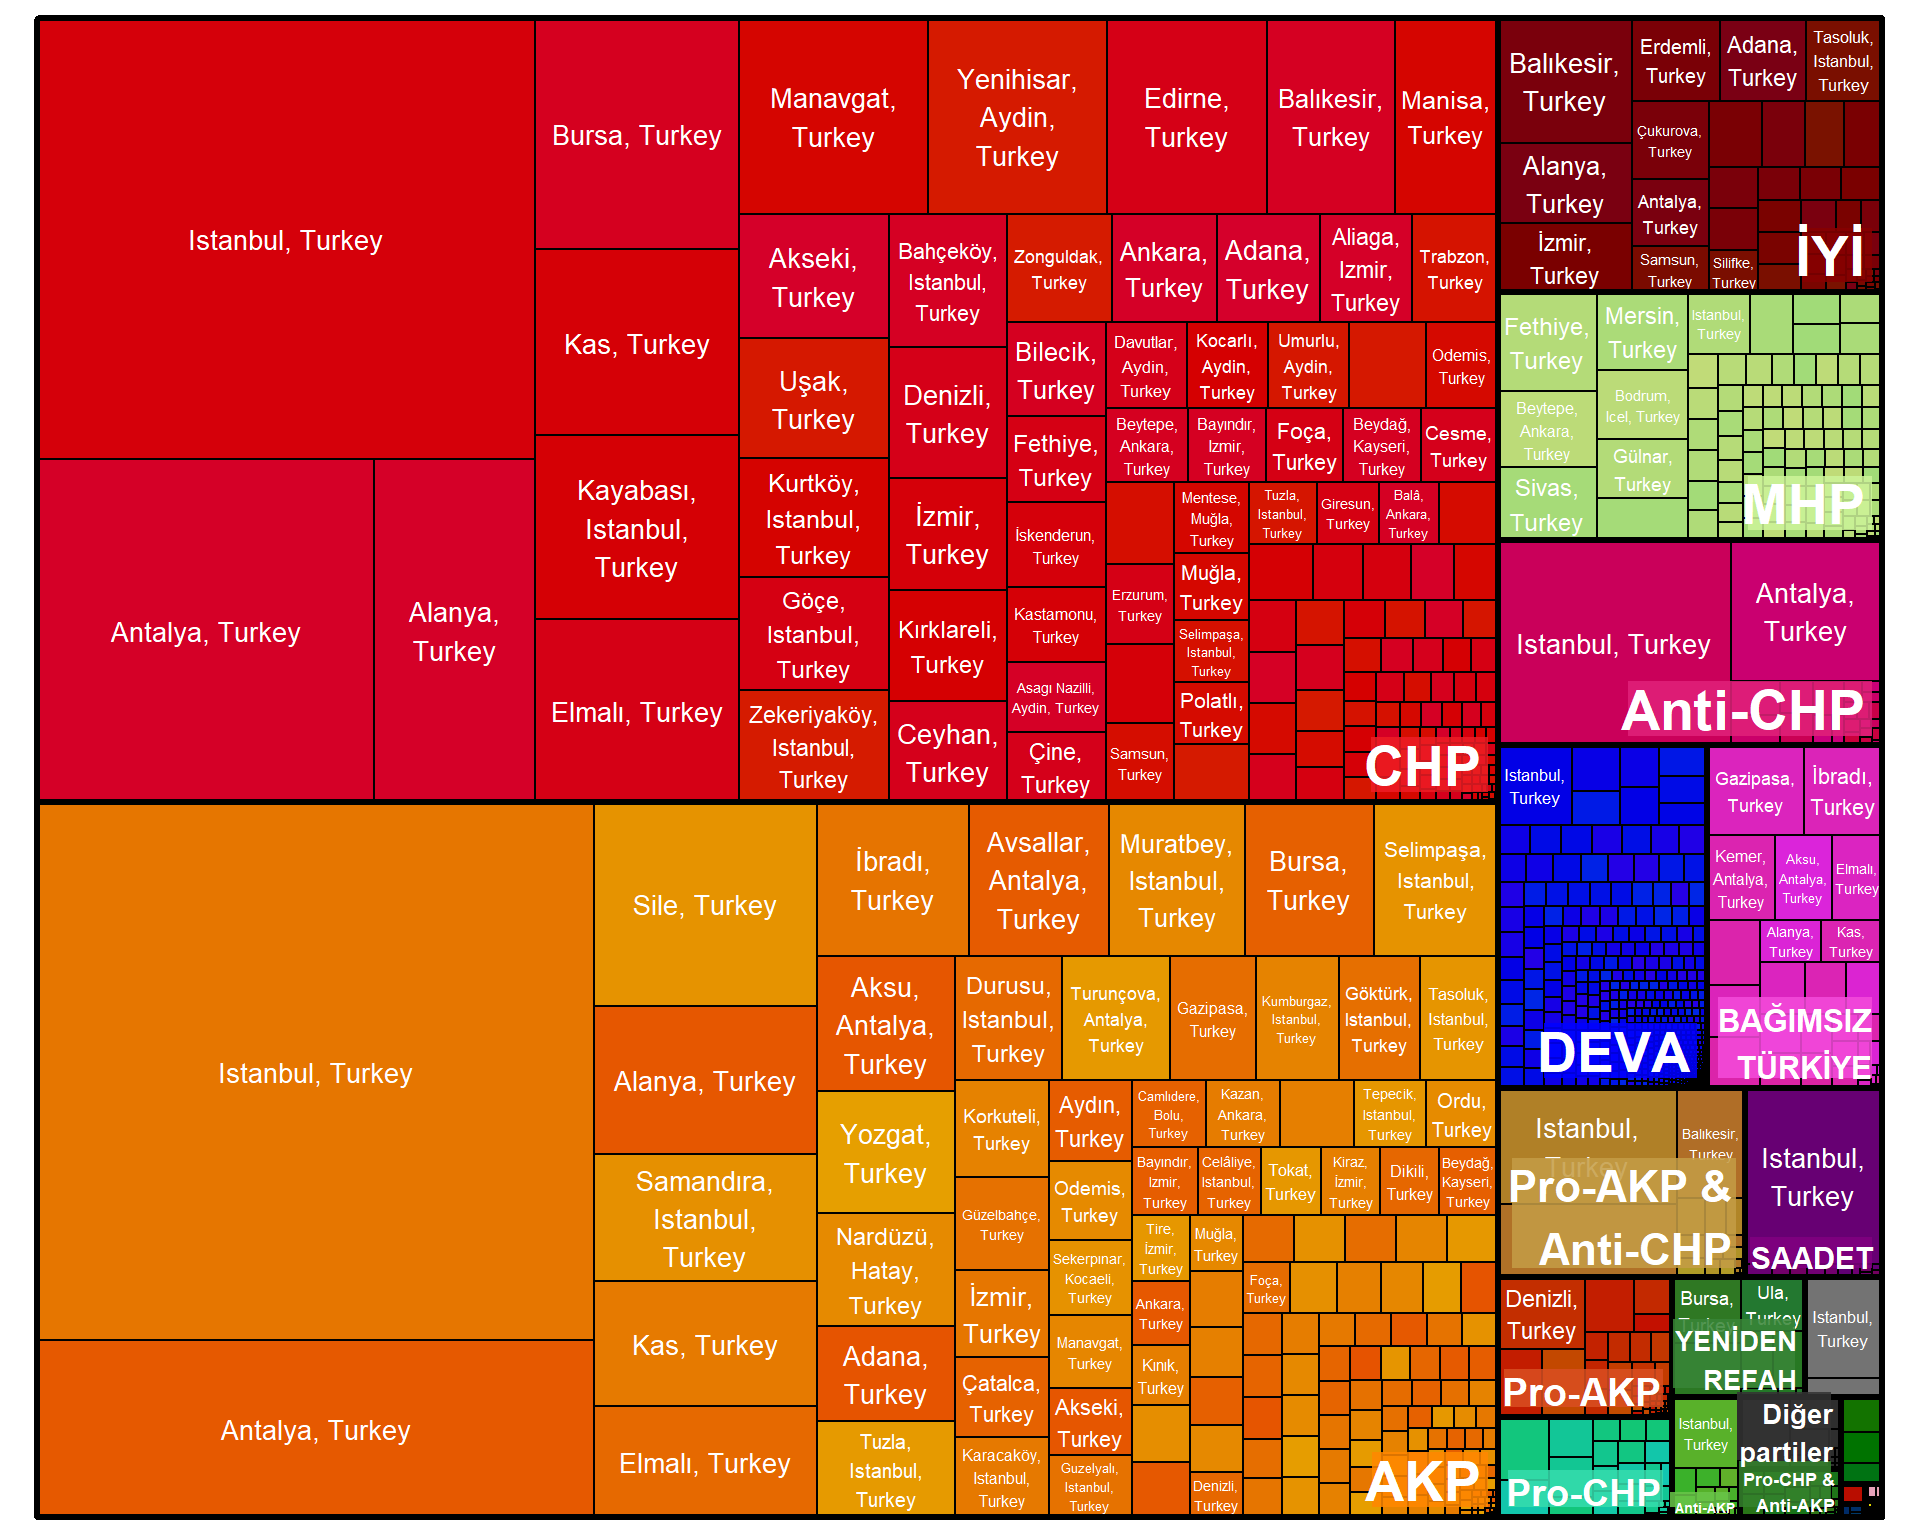 Istanbul, Turkey
Antalya, Turkey
Alanya,
Turkey
Bursa, Turkey
Kas, Turkey
Kayabası,
Istanbul,
Turkey
Elmalı, Turkey
Manavgat,
Turkey
Yenihisar,
Aydin,
Turkey
Edirne,
Turkey
Balıkesir,
Turkey
Manisa,
Turkey
Akseki,
Turkey
Bahçeköy,
Istanbul,
Turkey
Zonguldak,
Turkey
Ankara,
Turkey
Adana,
Turkey
Aliaga,
Izmir,
Turkey
Trabzon,
Turkey
Uşak,
Turkey
Denizli,
Turkey
Bilecik,
Turkey
Davutlar,
Aydin,
Turkey
Kocarlı,
Aydin,
Turkey
Umurlu,
Aydin,
Turkey
Odemis,
Turkey
Fethiye,
Turkey
Beytepe,
Ankara,
Turkey
Bayındır,
Izmir,
Turkey
Foça,
Turkey
Beydağ,
Kayseri,
Turkey
Cesme,
Turkey
Kurtköy,
Istanbul,
Turkey
İzmir,
Turkey
İskenderun,
Turkey
Mentese,
Muğla,
Turkey
Tuzla,
Istanbul,
Turkey
Giresun,
Turkey
Balâ,
Ankara,
Turkey
Göçe,
Istanbul,
Turkey
Kırklareli,
Turkey
Kastamonu,
Turkey
Erzurum,
Turkey
Muğla,
Turkey
Selimpaşa,
Istanbul,
Turkey
Asagı Nazilli,
Aydin, Turkey
Polatlı,
Turkey
Zekeriyaköy,
Istanbul,
Turkey
Ceyhan,
Turkey
Çine,
Turkey
Samsun,
Turkey
CHP
Istanbul, Turkey
Antalya, Turkey
Sile, Turkey
Alanya, Turkey
Samandıra,
Istanbul,
Turkey
Kas, Turkey
Elmalı, Turkey
İbradı,
Turkey
Avsallar,
Antalya,
Turkey
Muratbey,
Istanbul,
Turkey
Bursa,
Turkey
Selimpaşa,
Istanbul,
Turkey
Aksu,
Antalya,
Turkey
Durusu,
Istanbul,
Turkey
Turunçova,
Antalya,
Turkey
Gazipasa,
Turkey
Kumburgaz,
Istanbul,
Turkey
Göktürk,
Istanbul,
Turkey
Tasoluk,
Istanbul,
Turkey
Yozgat,
Turkey
Korkuteli,
Turkey
Aydın,
Turkey
Camlıdere,
Bolu,
Turkey
Kazan,
Ankara,
Turkey
Tepecik,
Istanbul,
Turkey
Ordu,
Turkey
Bayındır,
Izmir,
Turkey
Celâliye,
Istanbul,
Turkey
Tokat,
Turkey
Kiraz,
İzmir,
Turkey
Dikili,
Turkey
Beydağ,
Kayseri,
Turkey
Nardüzü,
Hatay,
Turkey
Güzelbahçe,
Turkey
Odemis,
Turkey
Sekerpınar,
Kocaeli,
Turkey
Tire,
İzmir,
Turkey
Muğla,
Turkey
Foça,
Turkey
İzmir,
Turkey
Ankara,
Turkey
Manavgat,
Turkey
Adana,
Turkey
Çatalca,
Turkey
Kınık,
Turkey
Akseki,
Turkey
Tuzla,
Istanbul,
Turkey
Karacaköy,
Istanbul,
Turkey
Guzelyalı,
Istanbul,
Turkey
Denizli,
Turkey
AKP
Balıkesir,
Turkey
Erdemli,
Turkey
Adana,
Turkey
Tasoluk,
Istanbul,
Turkey
Çukurova,
Turkey
Alanya,
Turkey
Antalya,
Turkey
İzmir,
Turkey
Samsun,
Turkey
Silifke,
Turkey
İYİ
Fethiye,
Turkey
Mersin,
Turkey
Istanbul,
Turkey
Beytepe,
Ankara,
Turkey
Bodrum,
Icel, Turkey
Gülnar,
Turkey
Sivas,
Turkey
MHP
Istanbul, Turkey
Antalya,
Turkey
Anti-CHP
Istanbul,
Turkey
DEVA
Gazipasa,
Turkey
İbradı,
Turkey
Kemer,
Antalya,
Turkey
Aksu,
Antalya,
Turkey
Elmalı,
Turkey
Alanya,
Turkey
Kas,
Turkey
BAĞIMSIZ
TÜRKİYE
Istanbul,
Turkey
Balıkesir,
Turkey
Pro-AKP &
Anti-CHP
Istanbul,
Turkey
SAADET
Denizli,
Turkey
Pro-AKP
Bursa,
Turkey
Ula,
Turkey
YENİDEN
REFAH
Istanbul,
Turkey
Pro-CHP
Istanbul,
Turkey
Anti-AKP
Diğer
partiler
Pro-CHP &
Anti-AKP